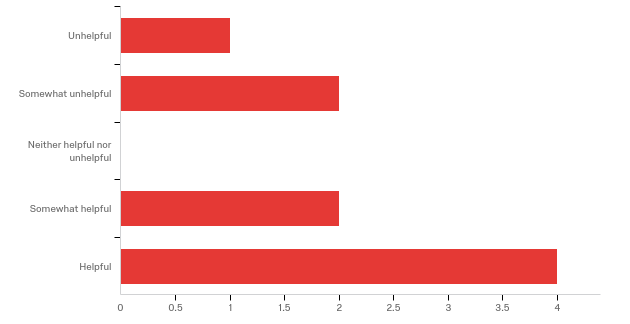 Unhelpful
Somewhat unhelpful
Neither helpful nor
unhelpful
Somewhat helpful
Helpful
0 0.5 1 1.5 2 2.5 3 3.5 4